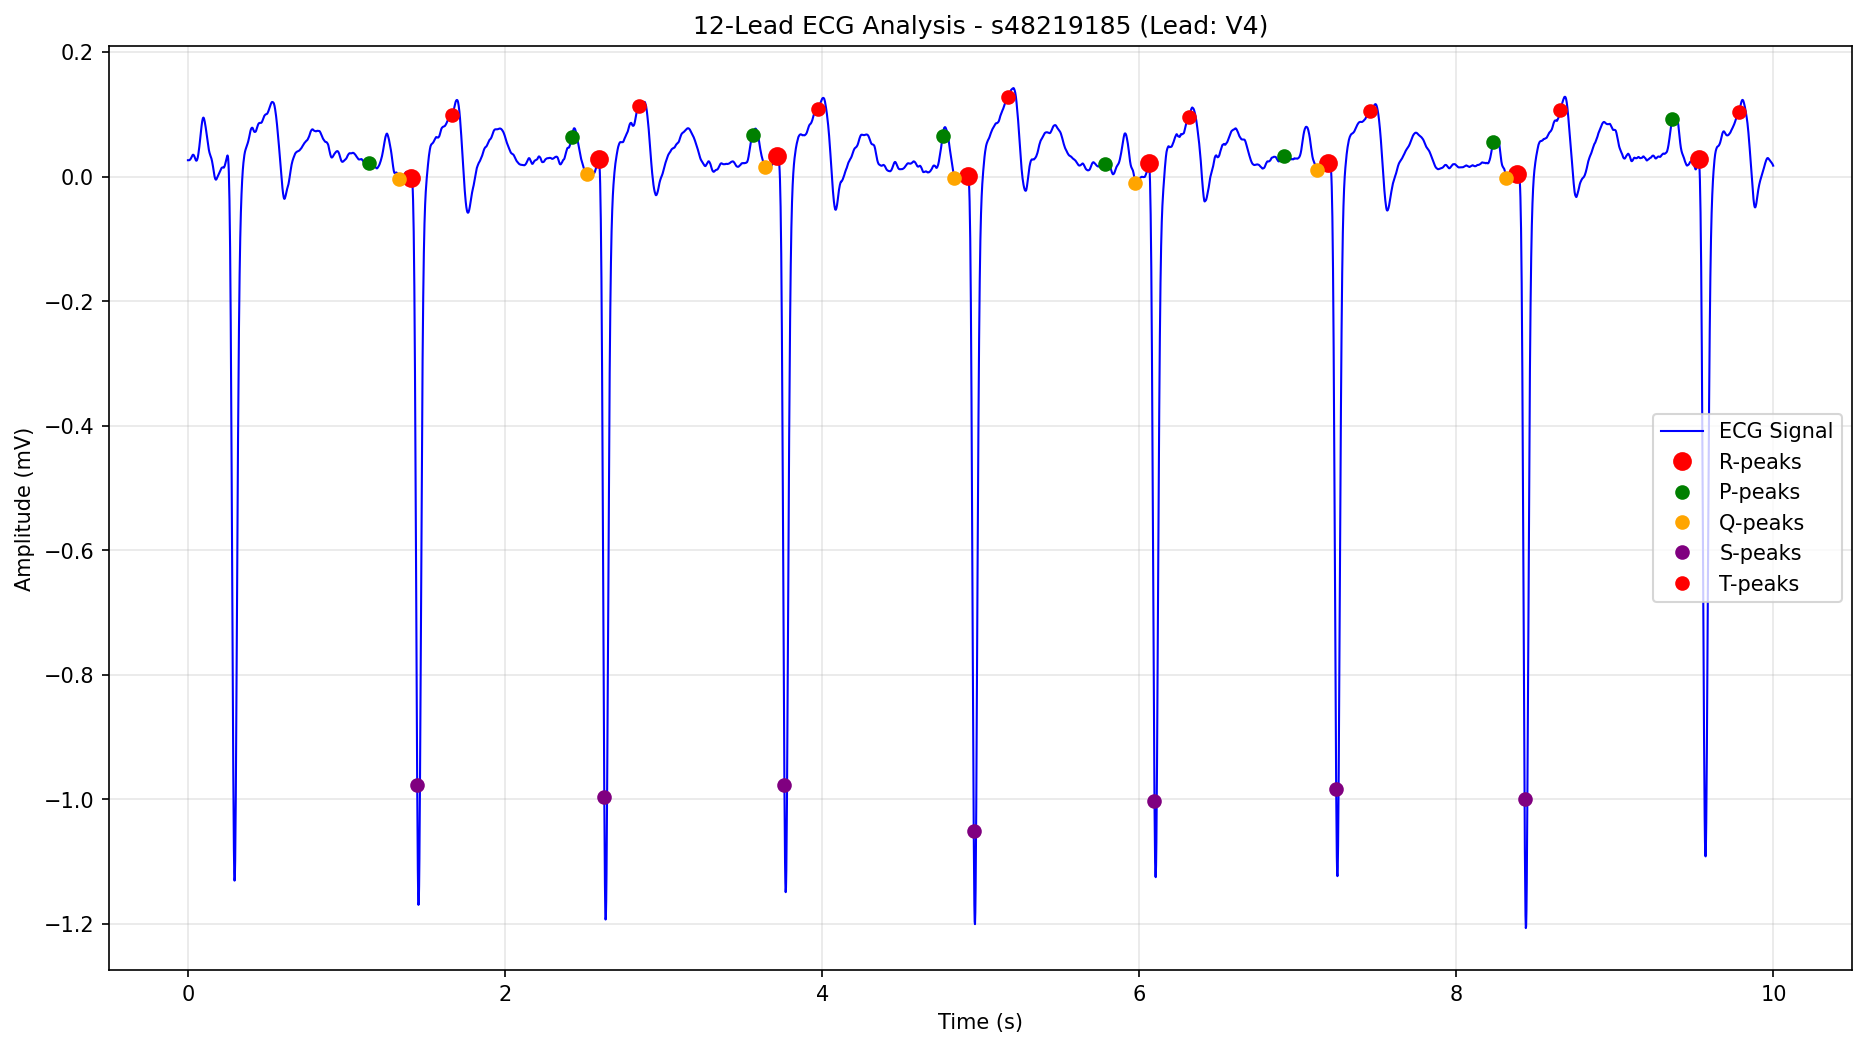 12-Lead ECG Analysis - s48219185 (Lead: V4)
0.2
0.0
−0.2
−0.4
−0.6
−0.8
−1.0
−1.2
Amplitude (mV)
ECG Signal
R-peaks
P-peaks
Q-peaks
S-peaks
T-peaks
0 2 4 6 8 10
Time (s)